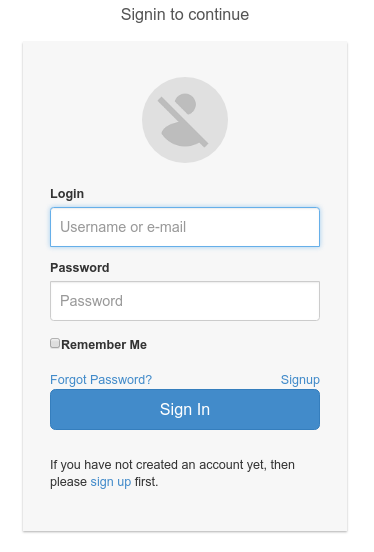 Signin to continue
Login
Username or e-mail
Password
Password
Remember Me
Forgot Password? Signup
Sign In
If you have not created an account yet, then
please sign up first.